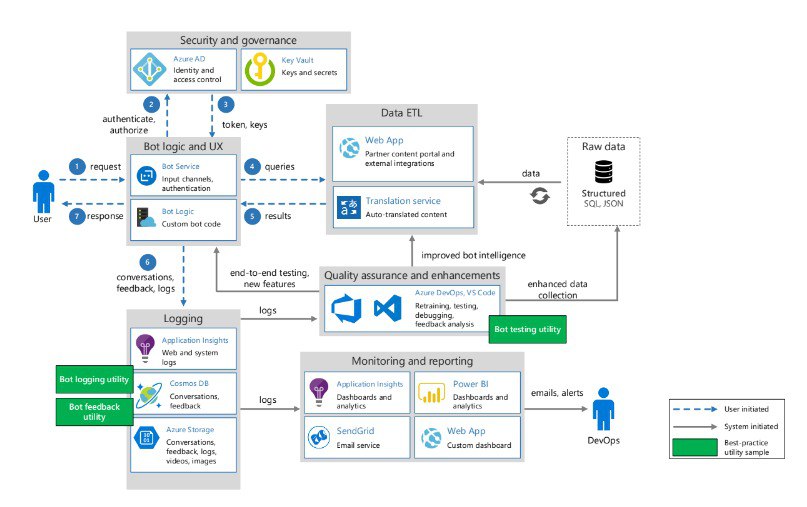 Security and governance
Azure AD
Identity and
access control
Key Vault
Keys and secrets
2
3
authenticate,
authorize
token, keys
Bot logic and UX
Bot Service
Input channels,
authentication
Bot Logic
Custom bot code
1
request
7
response
User
4
queries
5
results
Data ETL
Web App
Partner content portal and
external integrations
Translation service
Auto-translated content
data
Raw data
Structured
SQL, JSON
6
conversations,
feedback, logs
end-to-end testing,
new features
improved bot intelligence
Quality assurance and enhancements
Azure DevOps, VS Code
Retraining, testing,
debugging,
feedback analysis
Bot testing utility
enhanced data
collection
Logging
logs
Application Insights
Web and system
logs
Bot logging utility
Cosmos DB
Conversations,
feedback
Bot feedback
utility
Azure Storage
Conversations,
feedback, logs,
videos, images
logs
Monitoring and reporting
Application Insights
Dashboards and
analytics
Power BI
Dashboards and
analytics
SendGrid
Email service
Web App
Custom dashboard
emails, alerts
DevOps
User initiated
System initiated
Best-practice
utility sample